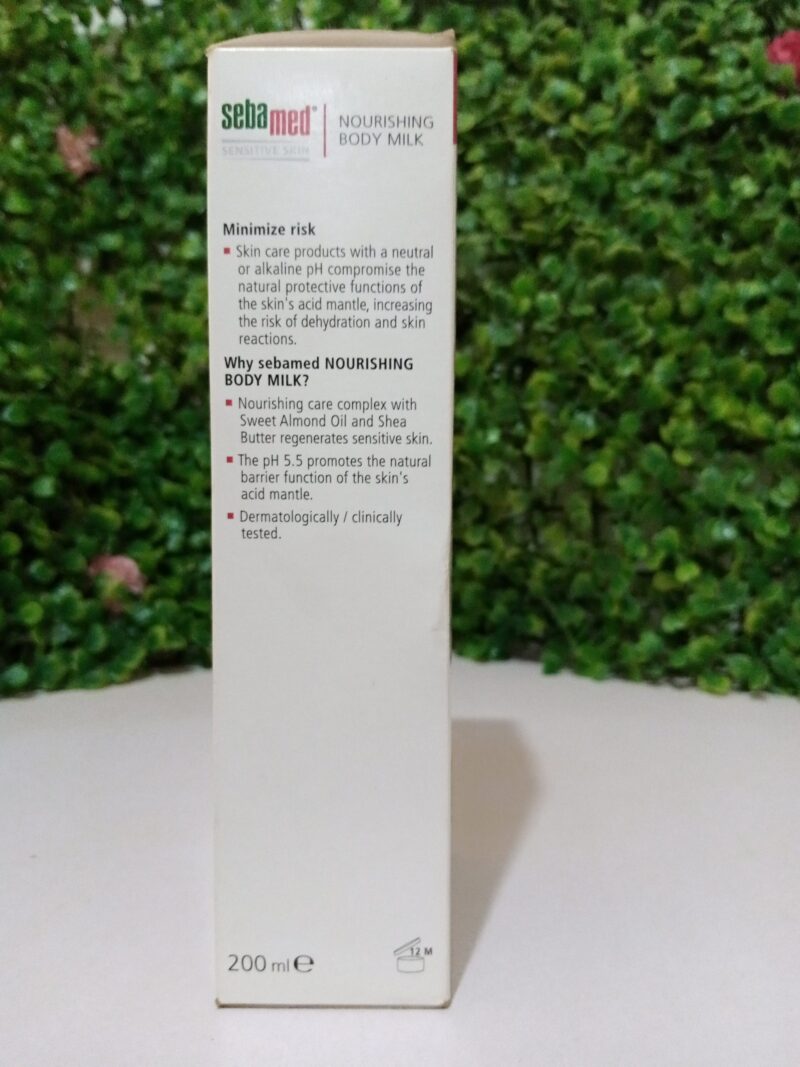 sebamed®
SENSITIVE SKIN
NOURISHING
BODY MILK
Minimize risk
Skin care products with a neutral
or alkaline pH compromise the
natural protective functions of
the skin's acid mantle, increasing
the risk of dehydration and skin
reactions.
Why sebamed NOURISHING
BODY MILK?
Nourishing care complex with
Sweet Almond Oil and Shea
Butter regenerates sensitive skin.
The pH 5.5 promotes the natural
barrier function of the skin's
acid mantle.
Dermatologically / clinically
tested.
200 ml ℮
12 M